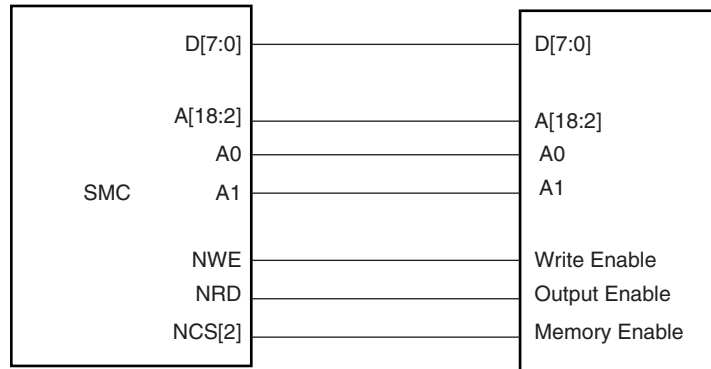 D[7:0] D[7:0]
A[18:2] A[18:2]
A0 A0
SMC A1 A1
NWE Write Enable
NRD Output Enable
NCS[2] Memory Enable